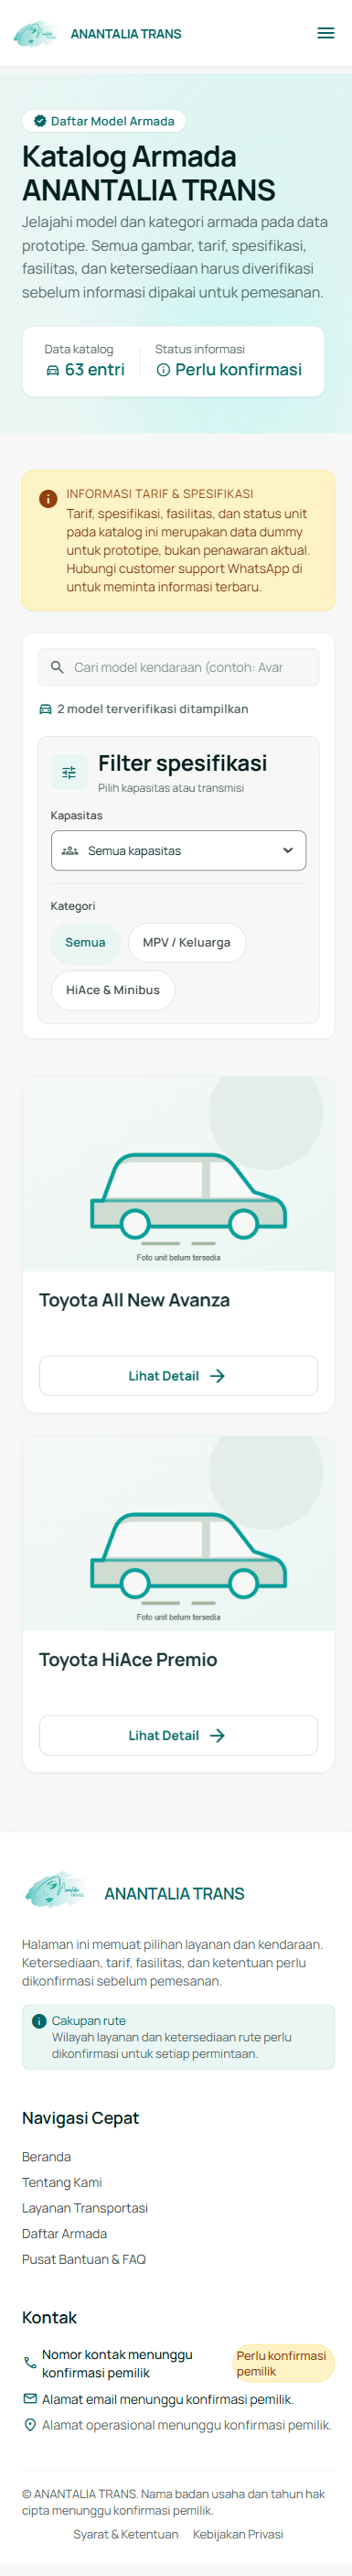 ANANTALIA TRANS
Daftar Model Armada
Katalog Armada
ANANTALIA TRANS
Jelajahi model dan kategori armada pada data
prototipe. Semua gambar, tarif, spesifikasi,
fasilitas, dan ketersediaan harus diverifikasi
sebelum informasi dipakai untuk pemesanan.
Data katalog
63 entri
Status informasi
Perlu konfirmasi
INFORMASI TARIF & SPESIFIKASI
Tarif, spesifikasi, fasilitas, dan status unit
pada katalog ini merupakan data dummy
untuk prototipe, bukan penawaran aktual.
Hubungi customer support WhatsApp di
untuk meminta informasi terbaru.
Cari model kendaraan (contoh: Avar
2 model terverifikasi ditampilkan
Filter spesifikasi
Pilih kapasitas atau transmisi
Kapasitas
Semua kapasitas
Kategori
Semua
MPV / Keluarga
HiAce & Minibus
Foto unit belum tersedia
Toyota All New Avanza
Lihat Detail
Foto unit belum tersedia
Toyota HiAce Premio
Lihat Detail
ANANTALIA TRANS
Halaman ini memuat pilihan layanan dan kendaraan.
Ketersediaan, tarif, fasilitas, dan ketentuan perlu
dikonfirmasi sebelum pemesanan.
Cakupan rute
Wilayah layanan dan ketersediaan rute perlu
dikonfirmasi untuk setiap permintaan.
Navigasi Cepat
Beranda
Tentang Kami
Layanan Transportasi
Daftar Armada
Pusat Bantuan & FAQ
Kontak
Nomor kontak menunggu
konfirmasi pemilik
Perlu konfirmasi
pemilik
Alamat email menunggu konfirmasi pemilik.
Alamat operasional menunggu konfirmasi pemilik.
© ANANTALIA TRANS. Nama badan usaha dan tahun hak
cipta menunggu konfirmasi pemilik.
Syarat & Ketentuan
Kebijakan Privasi